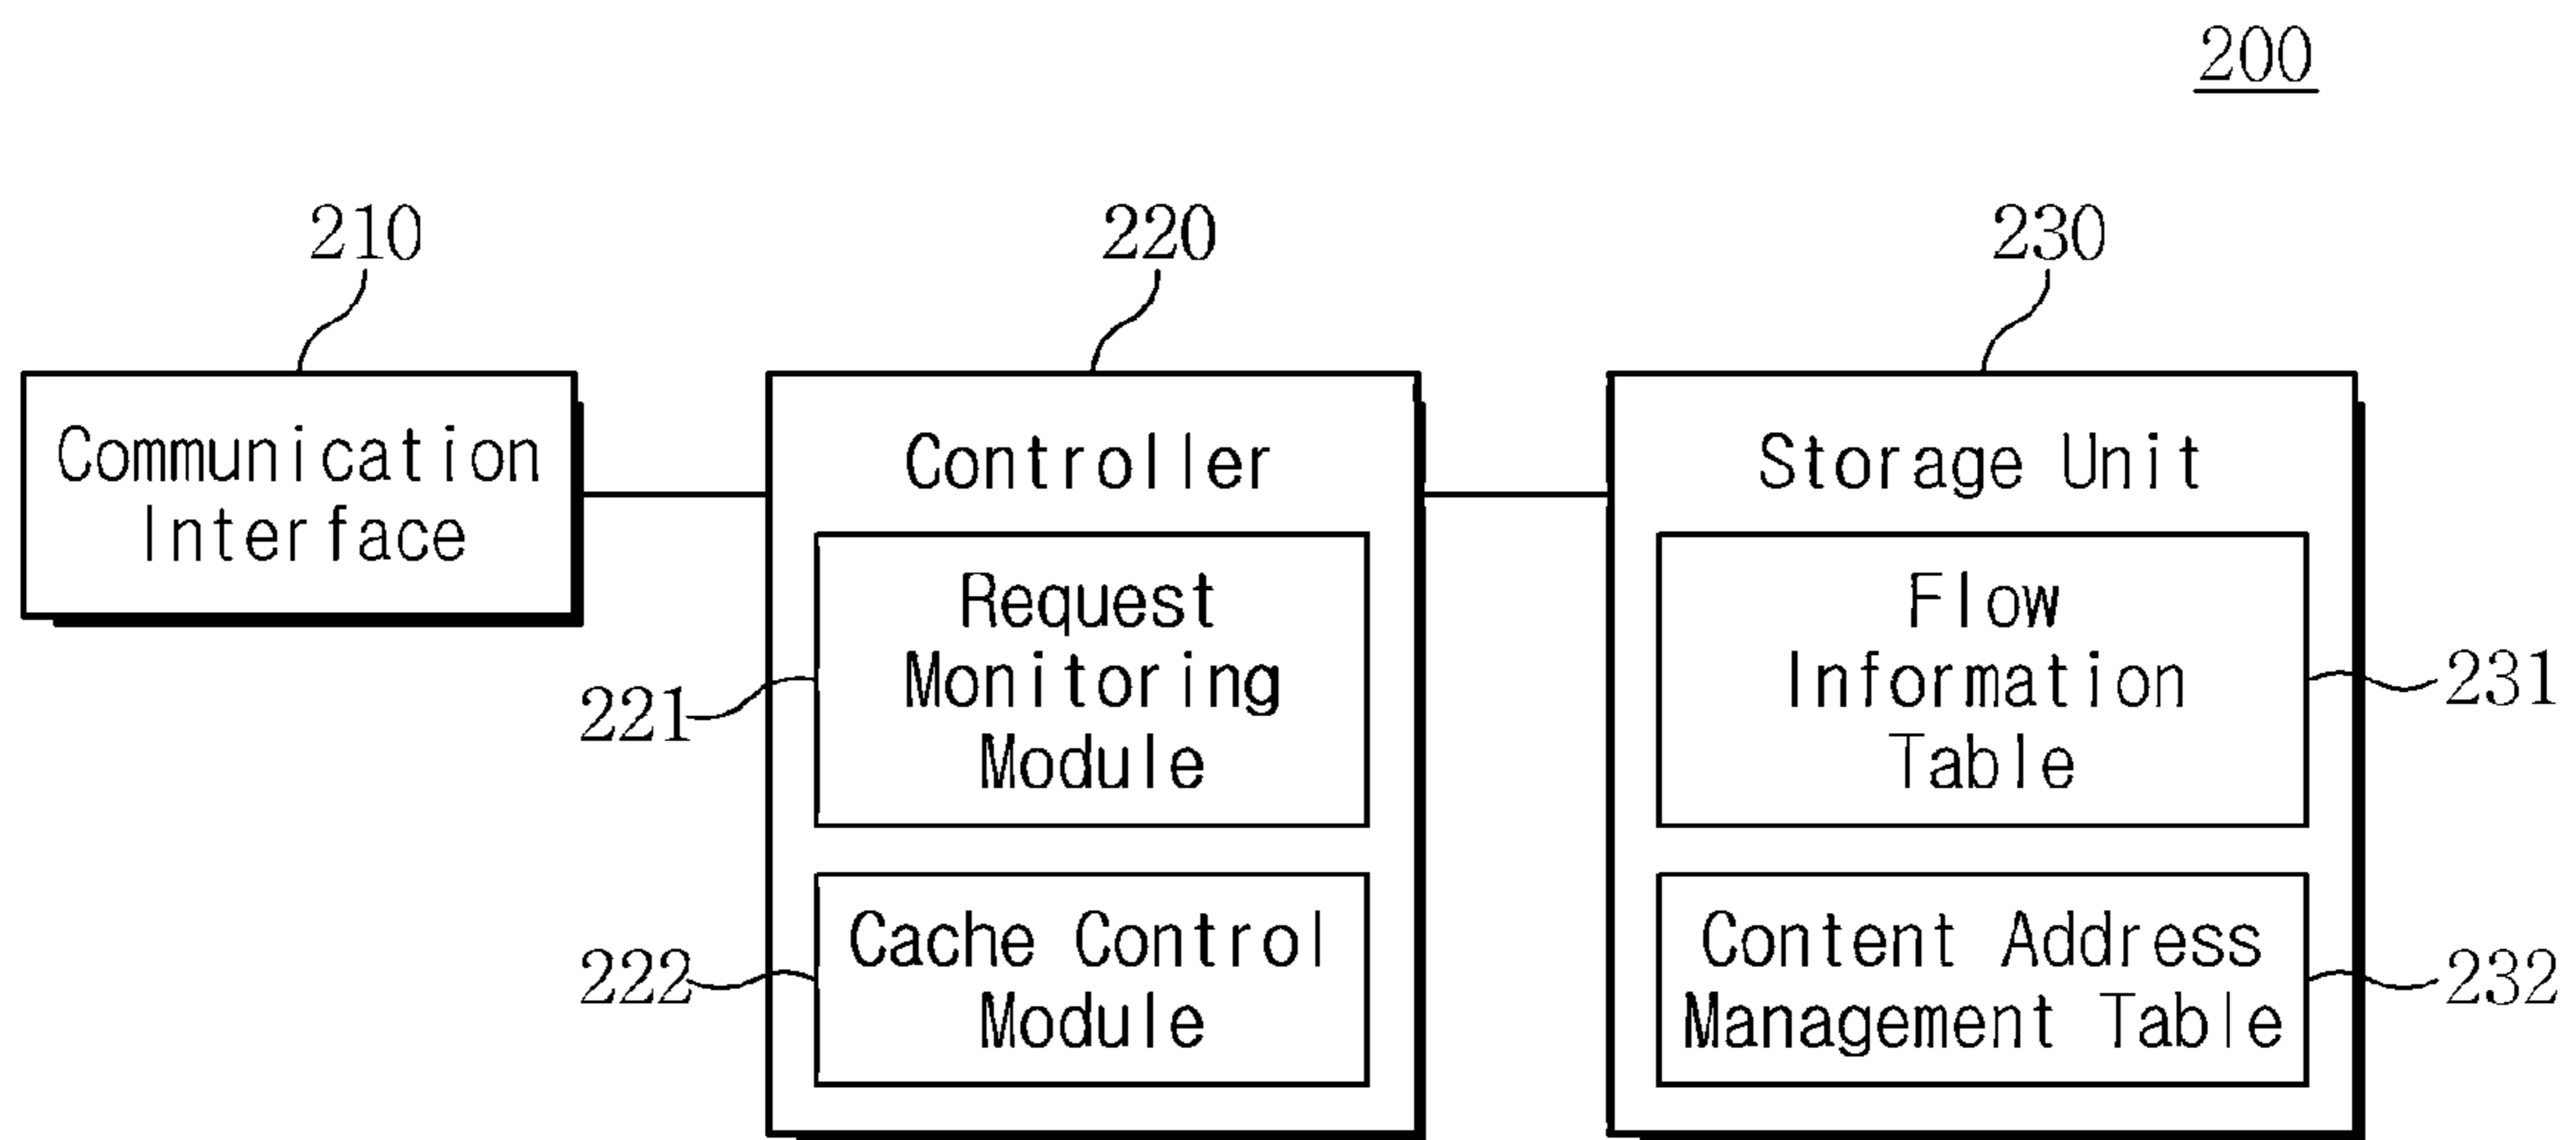 200
210
220
230
Communication
Interface
Controller
Storage Unit
Request
Monitoring
Module
221
Flow
Information
Table
231
Cache Control
Module
222
Content Address
Management Table
232